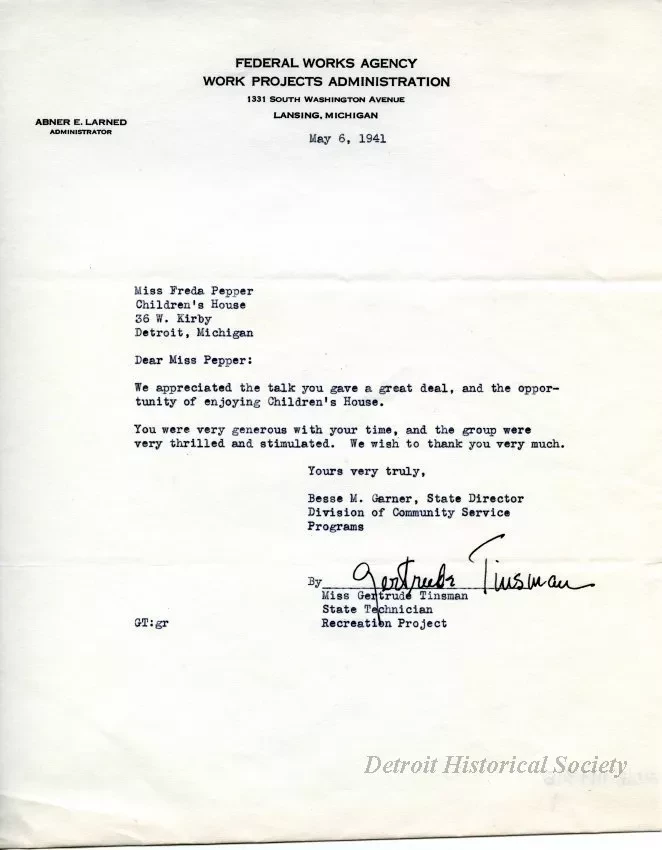 FEDERAL WORKS AGENCY
WORK PROJECTS ADMINISTRATION
1331 SOUTH WASHINGTON AVENUE
LANSING, MICHIGAN
ABNER E. LARNED
ADMINISTRATOR
May 6, 1941
Miss Freda Pepper
Children's House
36 W. Kirby
Detroit, Michigan
Dear Miss Pepper:
We appreciated the talk you gave a great deal, and the oppor-
tunity of enjoying Children's House.
You were very generous with your time, and the group were
very thrilled and stimulated. We wish to thank you very much.
Yours very truly,
Besse M. Garner, State Director
Division of Community Service
Programs
By Gertrude Tinsman
Miss Gertrude Tinsman
State Technician
GT:gr Recreation Project
Detroit Historical Society